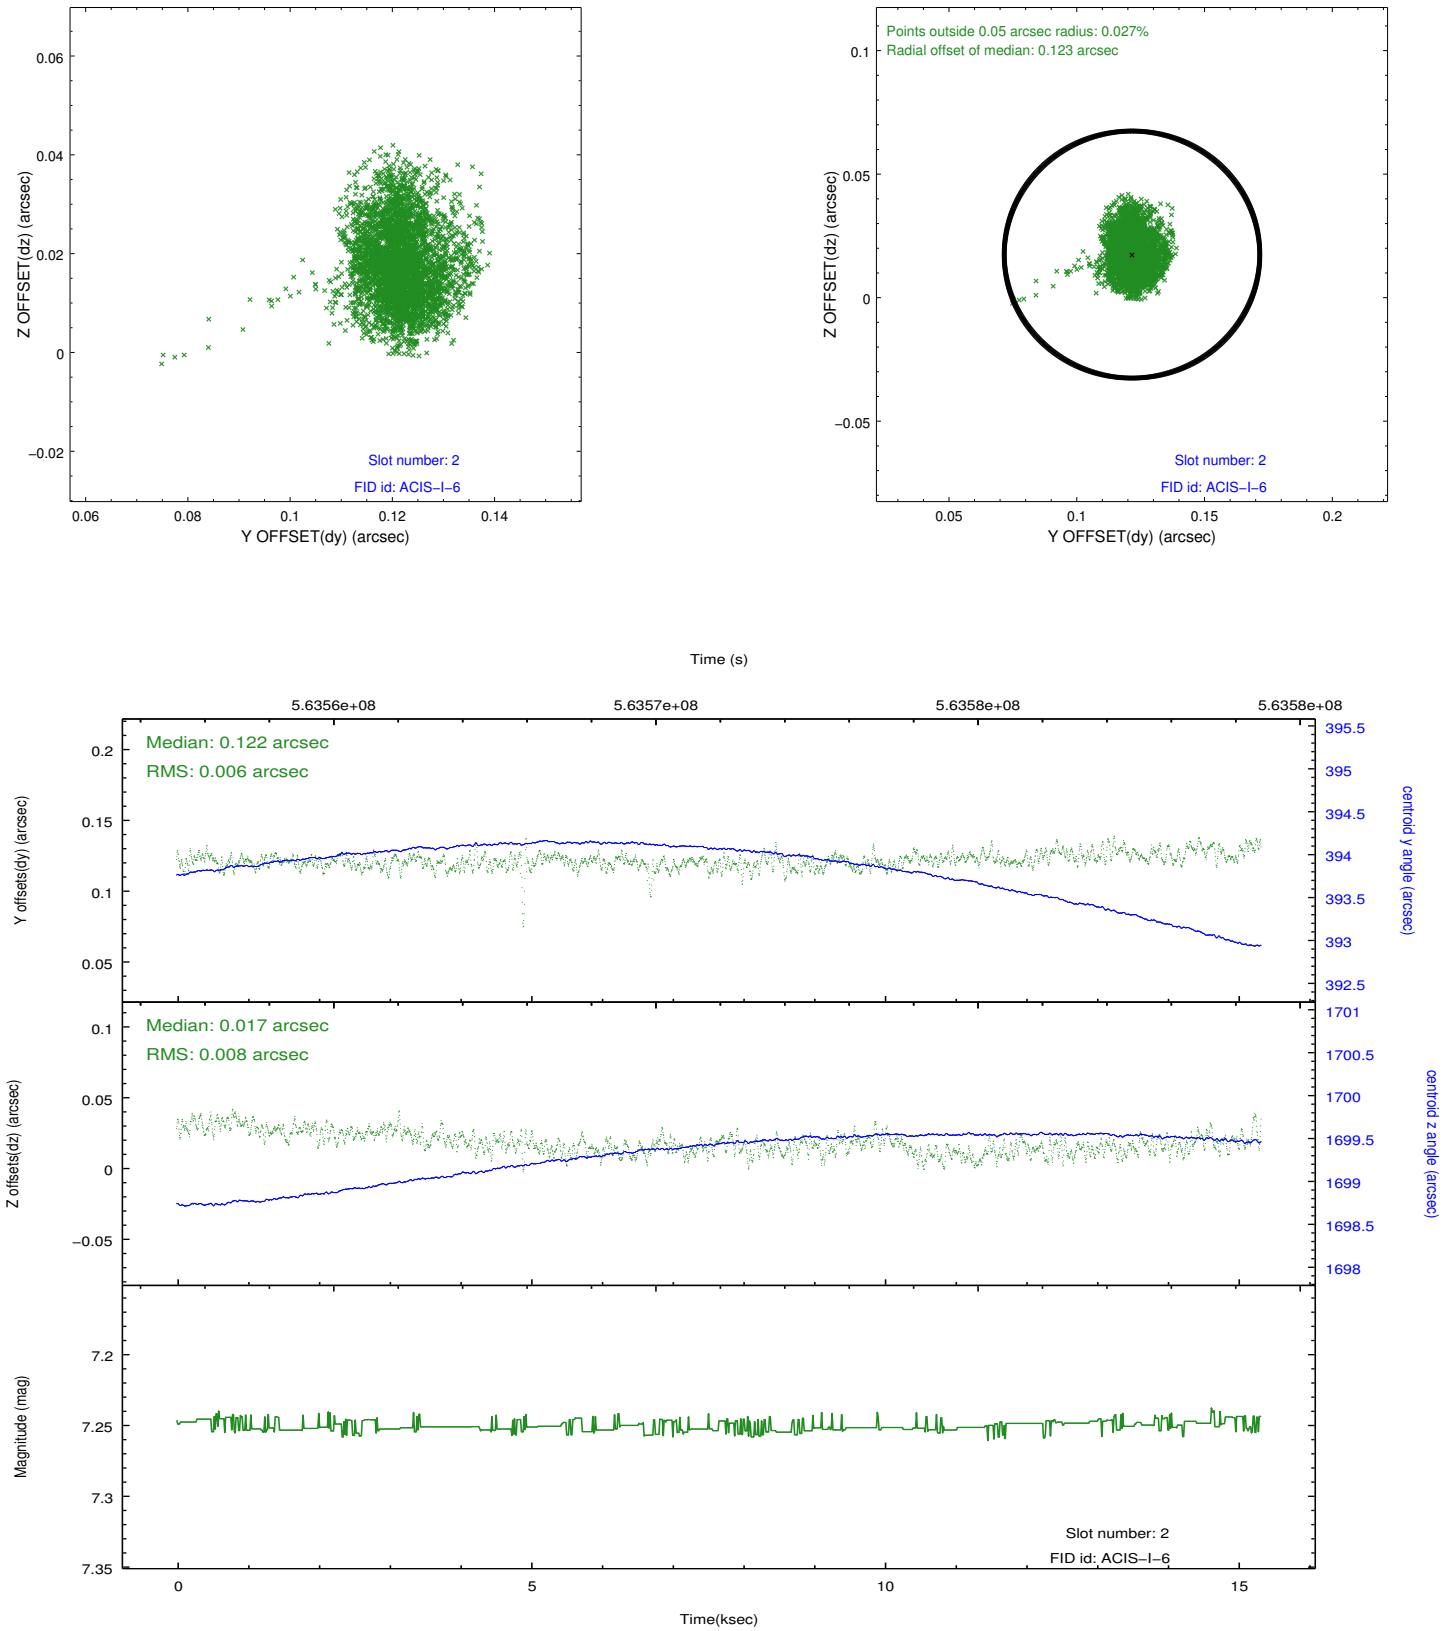 0.06
0.04
0.02
0
−0.02
Z OFFSET(dz) (arcsec)
Slot number: 2
FID id: ACIS−I−6
0.06 0.08 0.1 0.12 0.14
Y OFFSET(dy) (arcsec)
Points outside 0.05 arcsec radius: 0.027%
Radial offset of median: 0.123 arcsec
0.1
0.05
0
−0.05
Z OFFSET(dz) (arcsec)
Slot number: 2
FID id: ACIS−I−6
0.05 0.1 0.15 0.2
Y OFFSET(dy) (arcsec)
Time (s)
5.6356e+08 5.6357e+08 5.6358e+08 5.6358e+08
Median: 0.122 arcsec
RMS: 0.006 arcsec
0.2
0.15
0.1
0.05
Y offsets(dy) (arcsec)
395.5
395
394.5
394
393.5
393
392.5
centroid y angle (arcsec)
Median: 0.017 arcsec
RMS: 0.008 arcsec
0.1
0.05
0
−0.05
Z offsets(dz) (arcsec)
1701
1700.5
1700
1699.5
1699
1698.5
1698
centroid z angle (arcsec)
7.2
7.25
7.3
7.35
Magnitude (mag)
Slot number: 2
FID id: ACIS−I−6
0 5 10 15
Time(ksec)